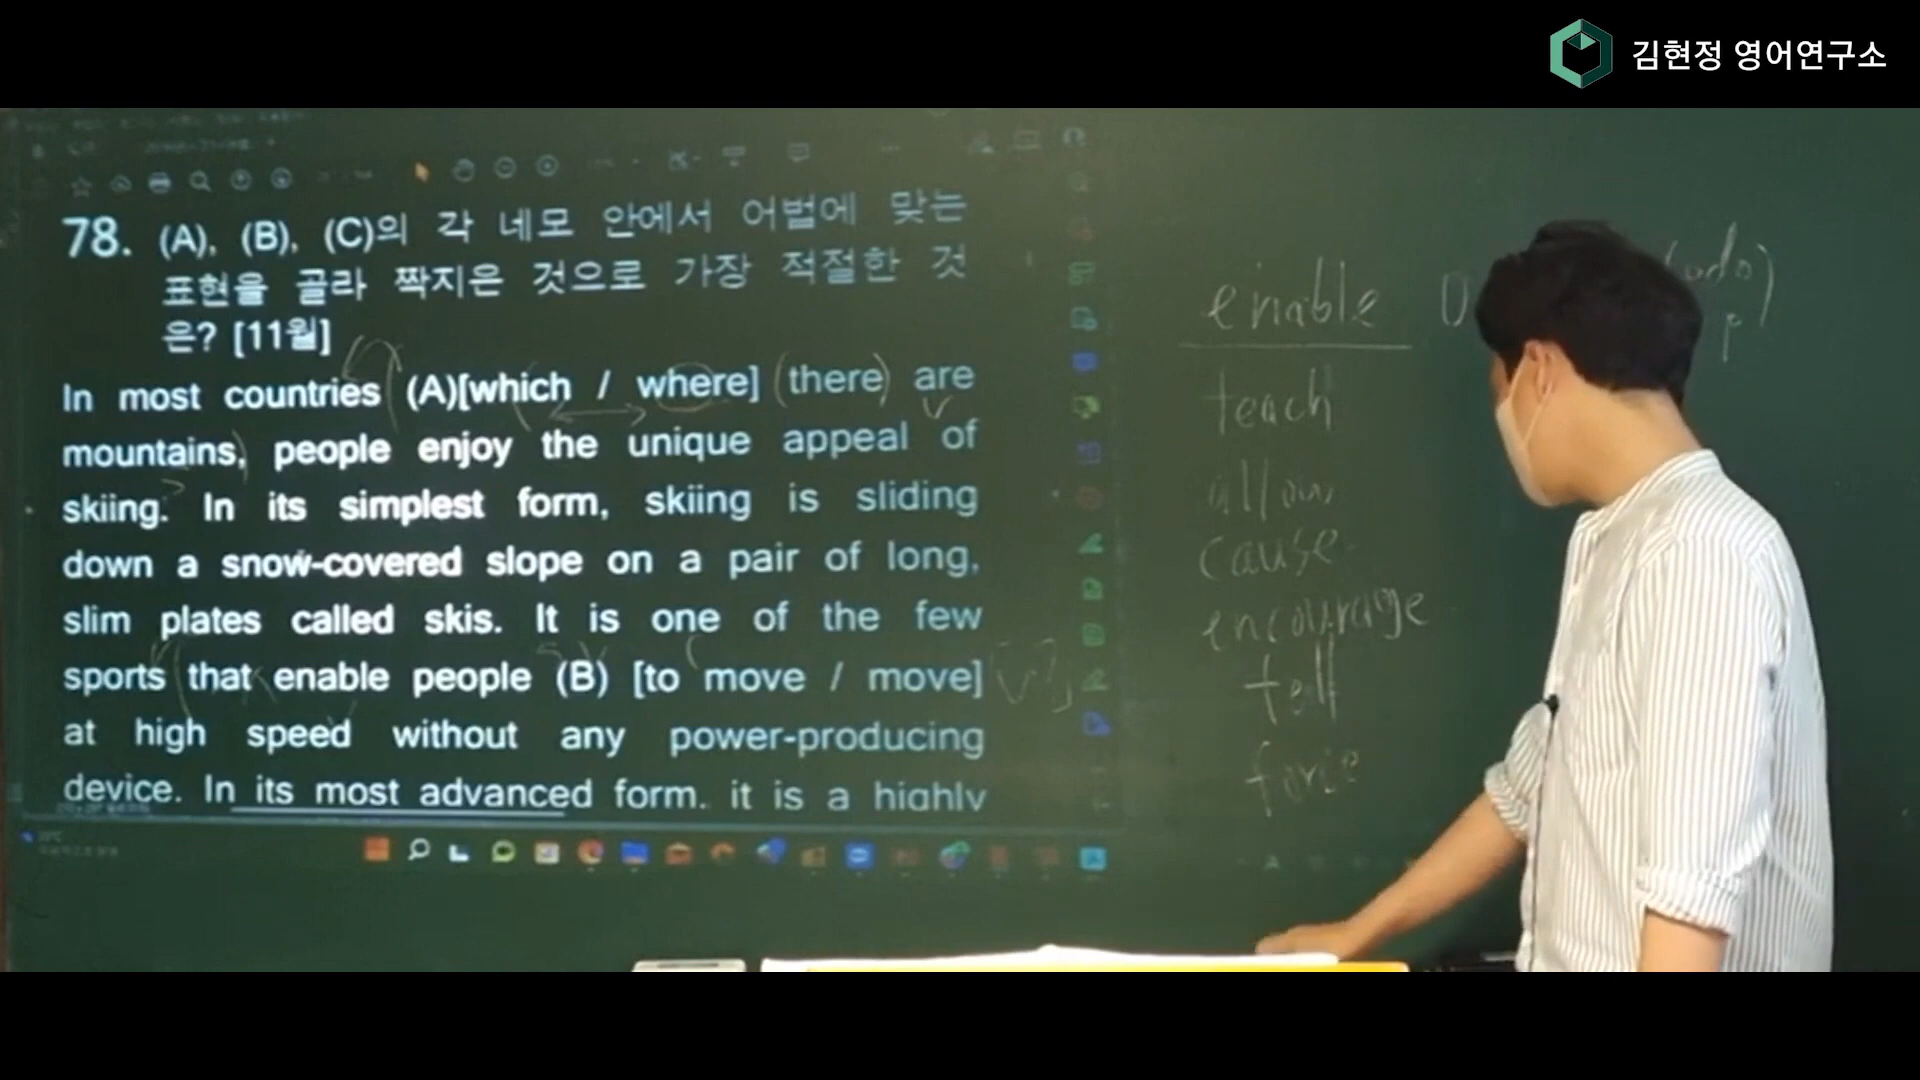 김현정 영어연구소
78. (A), (B), (C)의 각 네모 안에서 어법에 맞는
표현을 골라 짝지은 것으로 가장 적절한 것
은? [11월]
In most countries (A)[which / where] there are
mountains, people enjoy the unique appeal of
skiing. In its simplest form, skiing is sliding
down a snow-covered slope on a pair of long,
slim plates called skis. It is one of the few
sports that enable people (B) [to move / move]
at high speed without any power-producing
device. In its most advanced form, it is a highly
enable
teach
allow
cause
encourage
tell
force